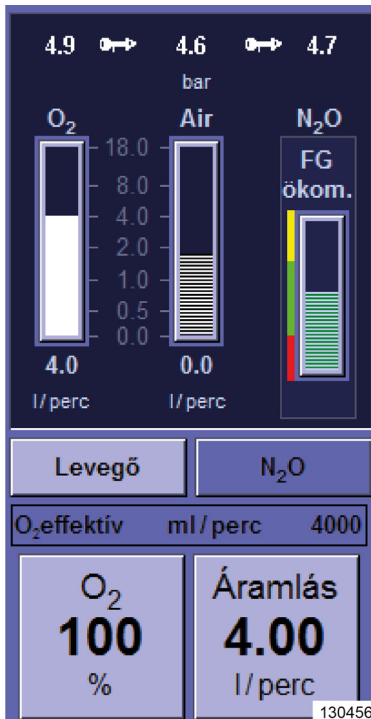 4.9 4.6 4.7
bar
O₂ Air N₂O
18.0
8.0
4.0
2.0
1.0
0.5
0.0
FG
ökom.
4.0 0.0
l/perc l/perc
Levegő N₂O
O₂effektív ml/perc 4000
O₂ Áramlás
100 4.00
% l/perc
130456